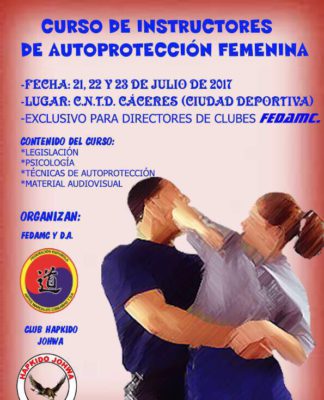 CURSO DE INSTRUCTORES
DE AUTOPROTECCIÓN FEMENINA
-FECHA: 21, 22 Y 23 DE JULIO DE 2017
-LUGAR: C.N.T.D. CÁCERES (CIUDAD DEPORTIVA)
-EXCLUSIVO PARA DIRECTORES DE CLUBES FEDAMC.
CONTENIDO DEL CURSO:
*LEGISLACIÓN
*PSICOLOGÍA
*TÉCNICAS DE AUTOPROTECCIÓN
*MATERIAL AUDIOVISUAL
ORGANIZAN:
FEDAMC Y D.A.
道
CLUB HAPKIDO
JOHWA
HAPKIDO JOHWA